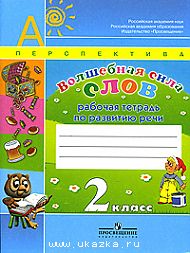 Российская академия наук
Российская академия образования
Издательство «Просвещение»
А
ПЕРСПЕКТИВА
Волшебная сила
СЛОВ
рабочая тетрадь
по развитию речи
2 класс
ПРОСВЕЩЕНИЕ
ИЗДАТЕЛЬСТВО
www.ukazka.ru